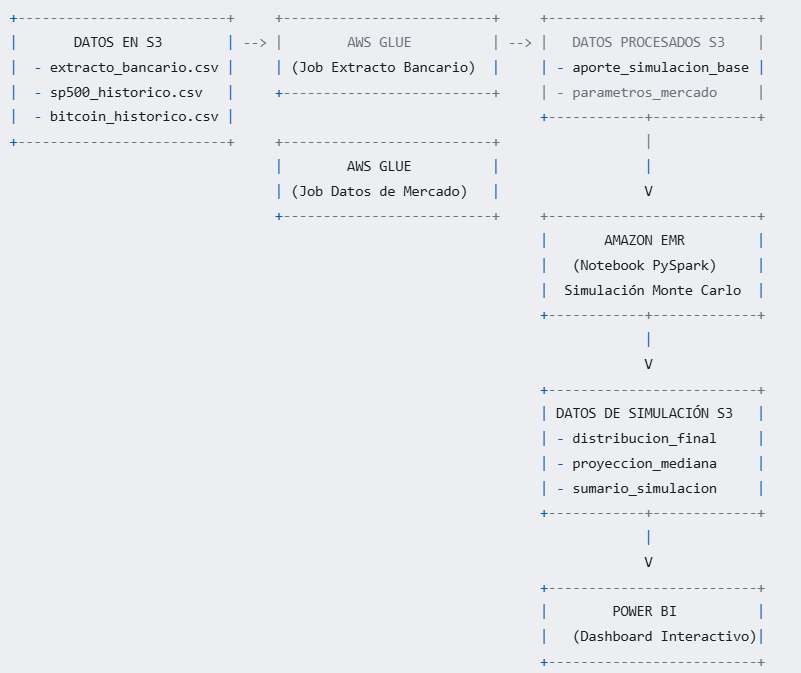 +--------------------------+     +--------------------------+     +--------------------------+
|       DATOS EN S3        | --> |        AWS GLUE          | --> |   DATOS PROCESADOS S3    |
|  - extracto_bancario.csv |     | (Job Extracto Bancario)  |     | - aporte_simulacion_base |
|  - sp500_historico.csv   |     +--------------------------+     | - parametros_mercado     |
|  - bitcoin_historico.csv |                                      +------------+-------------+
+--------------------------+     +--------------------------+                  |
                                 |        AWS GLUE          |                  |
                                 | (Job Datos de Mercado)   |                  V
                                 +--------------------------+     +--------------------------+
                                                                  |       AMAZON EMR         |
                                                                  |   (Notebook PySpark)     |
                                                                  |  Simulación Monte Carlo  |
                                                                  +------------+-------------+
                                                                               |
                                                                               V
                                                                  +--------------------------+
                                                                  | DATOS DE SIMULACIÓN S3   |
                                                                  | - distribucion_final     |
                                                                  | - proyeccion_mediana     |
                                                                  | - sumario_simulacion     |
                                                                  +------------+-------------+
                                                                               |
                                                                               V
                                                                  +--------------------------+
                                                                  |        POWER BI          |
                                                                  |   (Dashboard Interactivo)|
                                                                  +--------------------------+